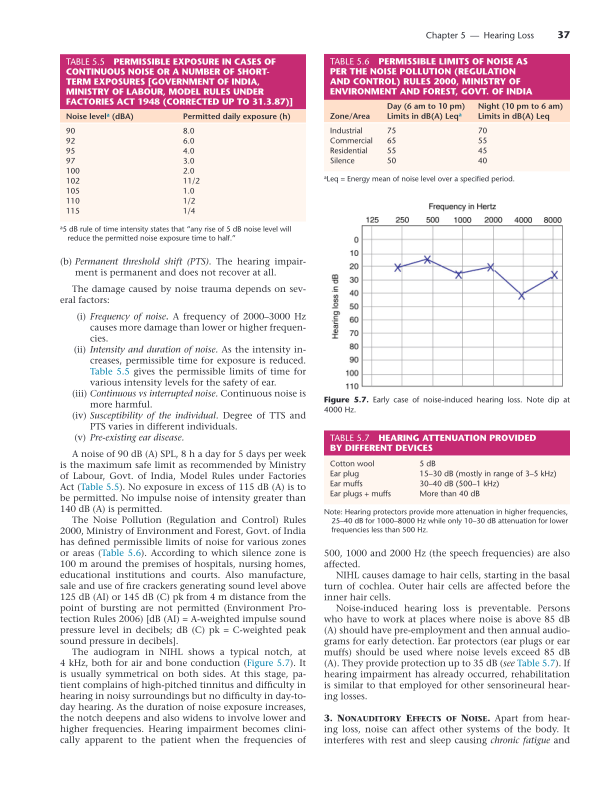 Chapter 5 — Hearing Loss 37
TABLE 5.5 PERMISSIBLE EXPOSURE IN CASES OF
CONTINUOUS NOISE OR A NUMBER OF SHORT-
TERM EXPOSURES [GOVERNMENT OF INDIA,
MINISTRY OF LABOUR, MODEL RULES UNDER
FACTORIES ACT 1948 (CORRECTED UP TO 31.3.87)]
Noise levelᵃ (dBA) Permitted daily exposure (h)
90 8.0
92 6.0
95 4.0
97 3.0
100 2.0
102 11/2
105 1.0
110 1/2
115 1/4
ᵃ5 dB rule of time intensity states that “any rise of 5 dB noise level will
reduce the permitted noise exposure time to half.”
(b) Permanent threshold shift (PTS). The hearing impair-
ment is permanent and does not recover at all.
The damage caused by noise trauma depends on sev-
eral factors:
(i) Frequency of noise. A frequency of 2000–3000 Hz
causes more damage than lower or higher frequen-
cies.
(ii) Intensity and duration of noise. As the intensity in-
creases, permissible time for exposure is reduced.
Table 5.5 gives the permissible limits of time for
various intensity levels for the safety of ear.
(iii) Continuous vs interrupted noise. Continuous noise is
more harmful.
(iv) Susceptibility of the individual. Degree of TTS and
PTS varies in different individuals.
(v) Pre-existing ear disease.
A noise of 90 dB (A) SPL, 8 h a day for 5 days per week
is the maximum safe limit as recommended by Ministry
of Labour, Govt. of India, Model Rules under Factories
Act (Table 5.5). No exposure in excess of 115 dB (A) is to
be permitted. No impulse noise of intensity greater than
140 dB (A) is permitted.
The Noise Pollution (Regulation and Control) Rules
2000, Ministry of Environment and Forest, Govt. of India
has defined permissible limits of noise for various zones
or areas (Table 5.6). According to which silence zone is
100 m around the premises of hospitals, nursing homes,
educational institutions and courts. Also manufacture,
sale and use of fire crackers generating sound level above
125 dB (AI) or 145 dB (C) pk from 4 m distance from the
point of bursting are not permitted (Environment Pro-
tection Rules 2006) [dB (AI) = A-weighted impulse sound
pressure level in decibels; dB (C) pk = C-weighted peak
sound pressure in decibels].
The audiogram in NIHL shows a typical notch, at
4 kHz, both for air and bone conduction (Figure 5.7). It
is usually symmetrical on both sides. At this stage, pa-
tient complains of high-pitched tinnitus and difficulty in
hearing in noisy surroundings but no difficulty in day-to-
day hearing. As the duration of noise exposure increases,
the notch deepens and also widens to involve lower and
higher frequencies. Hearing impairment becomes clini-
cally apparent to the patient when the frequencies of
TABLE 5.6 PERMISSIBLE LIMITS OF NOISE AS
PER THE NOISE POLLUTION (REGULATION
AND CONTROL) RULES 2000, MINISTRY OF
ENVIRONMENT AND FOREST, GOVT. OF INDIA
Day (6 am to 10 pm) Night (10 pm to 6 am)
Zone/Area Limits in dB(A) Leqᵃ Limits in dB(A) Leq
Industrial 75 70
Commercial 65 55
Residential 55 45
Silence 50 40
ᵃLeq = Energy mean of noise level over a specified period.
Frequency in Hertz
125 250 500 1000 2000 4000 8000
Hearing loss in dB
0
10
20
30
40
50
60
70
80
90
100
110
Figure 5.7. Early case of noise-induced hearing loss. Note dip at
4000 Hz.
TABLE 5.7 HEARING ATTENUATION PROVIDED
BY DIFFERENT DEVICES
Cotton wool 5 dB
Ear plug 15–30 dB (mostly in range of 3–5 kHz)
Ear muffs 30–40 dB (500–1 kHz)
Ear plugs + muffs More than 40 dB
Note: Hearing protectors provide more attenuation in higher frequencies,
25–40 dB for 1000–8000 Hz while only 10–30 dB attenuation for lower
frequencies less than 500 Hz.
500, 1000 and 2000 Hz (the speech frequencies) are also
affected.
NIHL causes damage to hair cells, starting in the basal
turn of cochlea. Outer hair cells are affected before the
inner hair cells.
Noise-induced hearing loss is preventable. Persons
who have to work at places where noise is above 85 dB
(A) should have pre-employment and then annual audio-
grams for early detection. Ear protectors (ear plugs or ear
muffs) should be used where noise levels exceed 85 dB
(A). They provide protection up to 35 dB (see Table 5.7). If
hearing impairment has already occurred, rehabilitation
is similar to that employed for other sensorineural hear-
ing losses.
3. NONAUDITORY EFFECTS OF NOISE. Apart from hear-
ing loss, noise can affect other systems of the body. It
interferes with rest and sleep causing chronic fatigue and